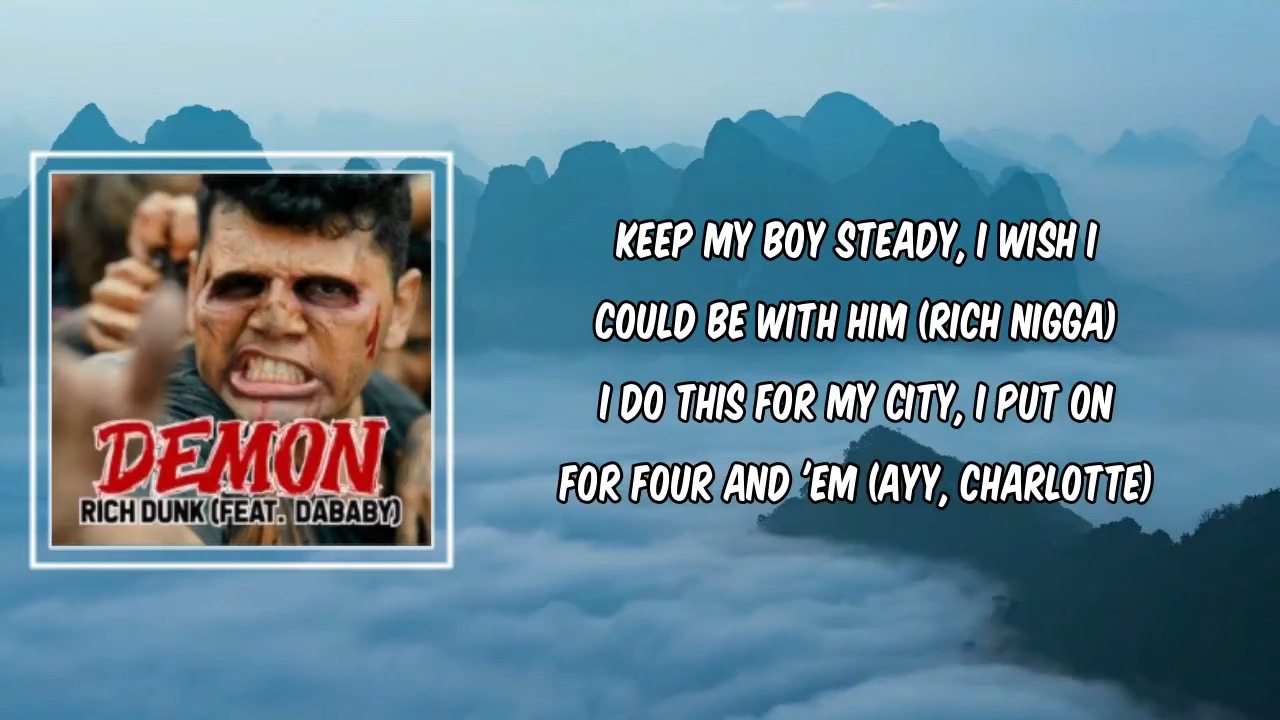 DEMON
RICH DUNK (FEAT. DABABY)
KEEP MY BOY STEADY, I WISH I
COULD BE WITH HIM (RICH NIGGA)
I DO THIS FOR MY CITY, I PUT ON
FOR FOUR AND 'EM (AYY, CHARLOTTE)